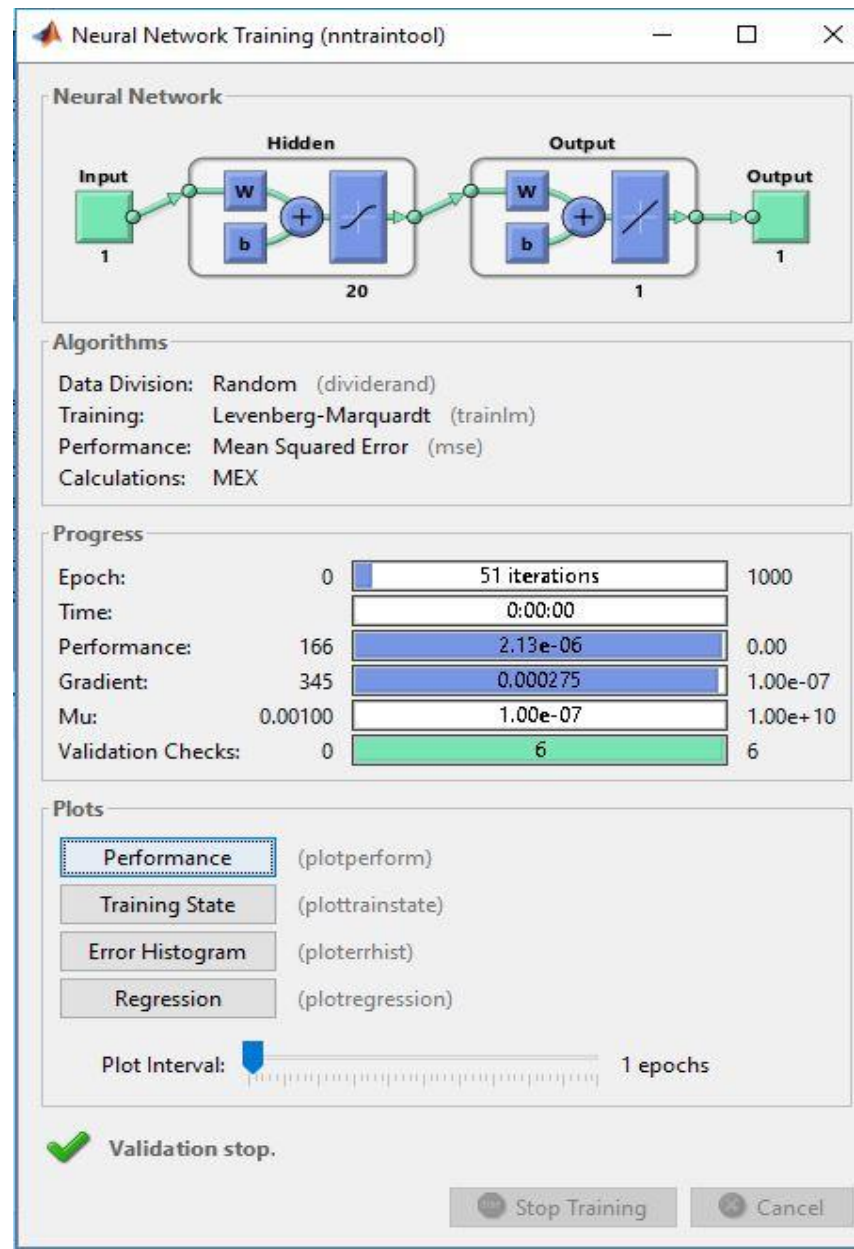 Neural Network Training (nntraintool)
Neural Network
Hidden Output
Input Output
W W
+ +
b b
1 1
20 1
Algorithms
Data Division: Random (dividerand)
Training: Levenberg-Marquardt (trainlm)
Performance: Mean Squared Error (mse)
Calculations: MEX
Progress
Epoch: 0 51 iterations 1000
Time: 0:00:00
Performance: 166 2.13e-06 0.00
Gradient: 345 0.000275 1.00e-07
Mu: 0.00100 1.00e-07 1.00e+10
Validation Checks: 0 6 6
Plots
Performance (plotperform)
Training State (plottrainstate)
Error Histogram (ploterrhist)
Regression (plotregression)
Plot Interval: 1 epochs
Validation stop.
Stop Training Cancel